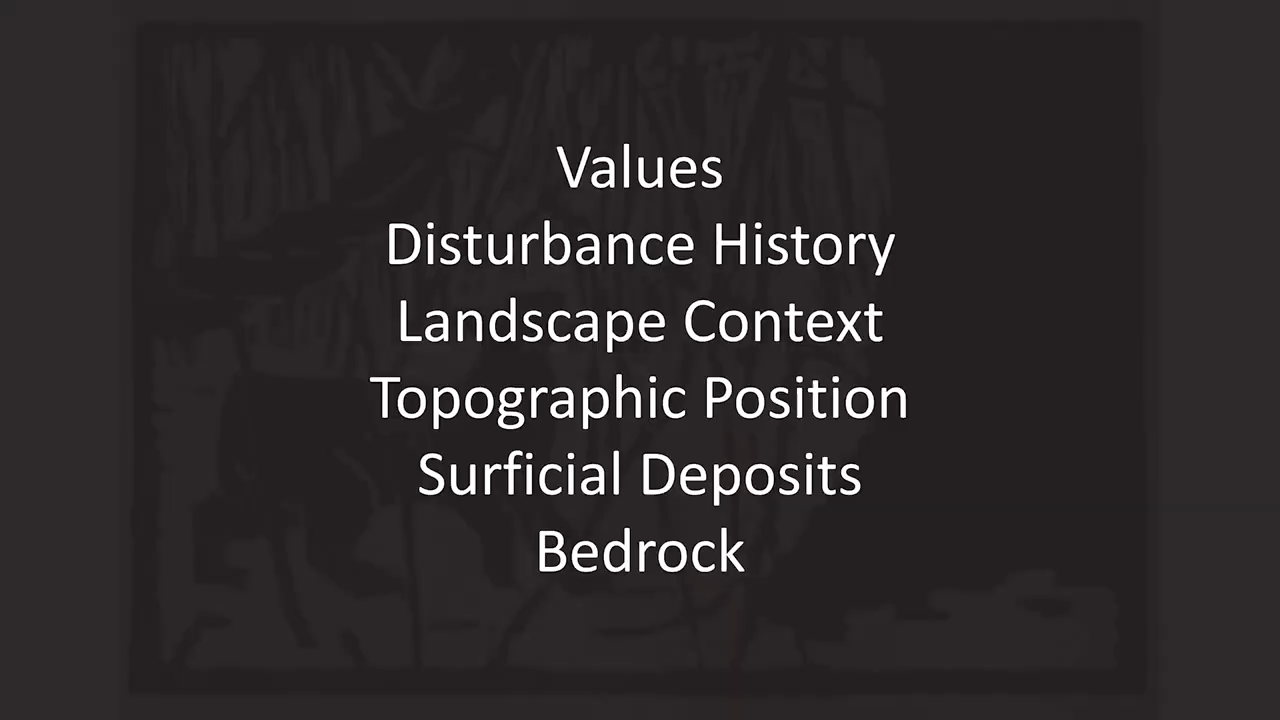 Values
Disturbance History
Landscape Context
Topographic Position
Surficial Deposits
Bedrock